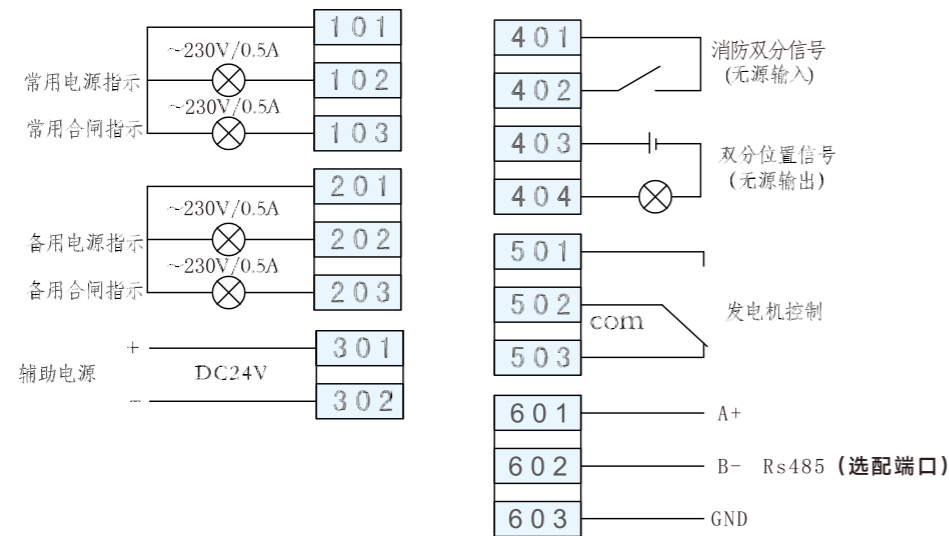 101
～230V/0.5A
常用电源指示
102
～230V/0.5A
常用合闸指示
103
201
～230V/0.5A
备用电源指示
202
～230V/0.5A
备用合闸指示
203
+
301
辅助电源
DC24V
−
302
401
消防双分信号
(无源输入)
402
403
双分位置信号
(无源输出)
404
501
502
com
发电机控制
503
601
A+
602
B- Rs485 (选配端口)
603
GND